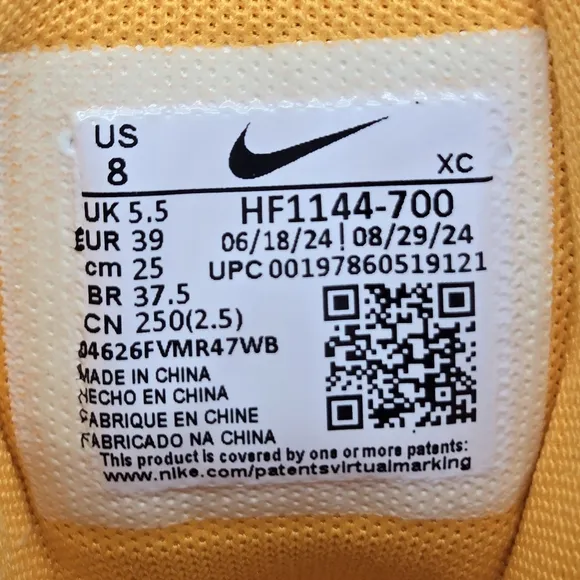 US
8
XC
UK 5.5
HF1144-700
EUR 39
06/18/24 | 08/29/24
cm 25
UPC 00197860519121
BR 37.5
CN 250(2.5)
04626FVMR47WB
MADE IN CHINA
HECHO EN CHINA
FABRIQUE EN CHINE
FABRICADO NA CHINA
This product is covered by one or more patents:
www.nike.com/patentsvirtualmarking